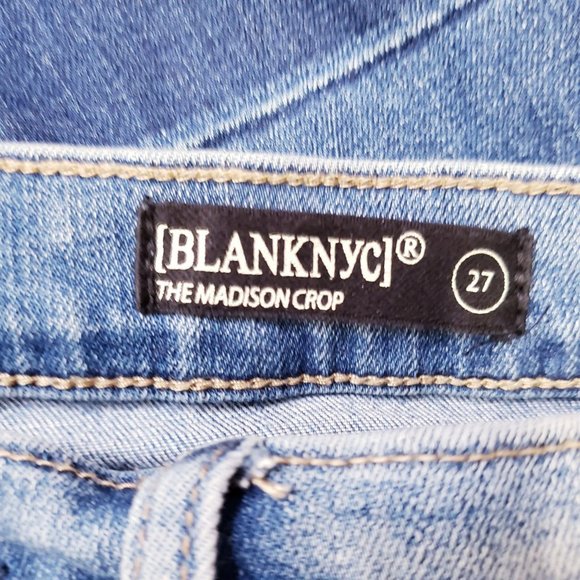 [BLANKNYC]®
THE MADISON CROP
27